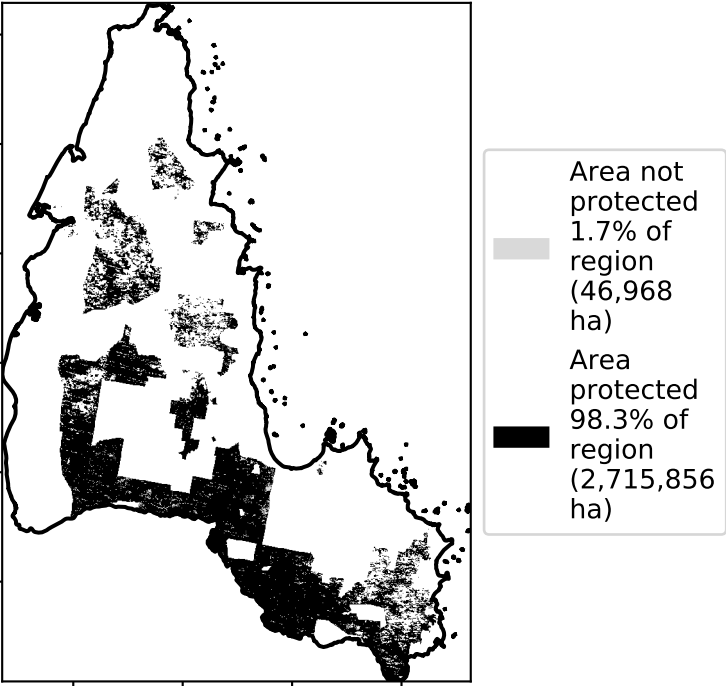 Area not
protected
1.7% of
region
(46,968
ha)
Area
protected
98.3% of
region
(2,715,856
ha)